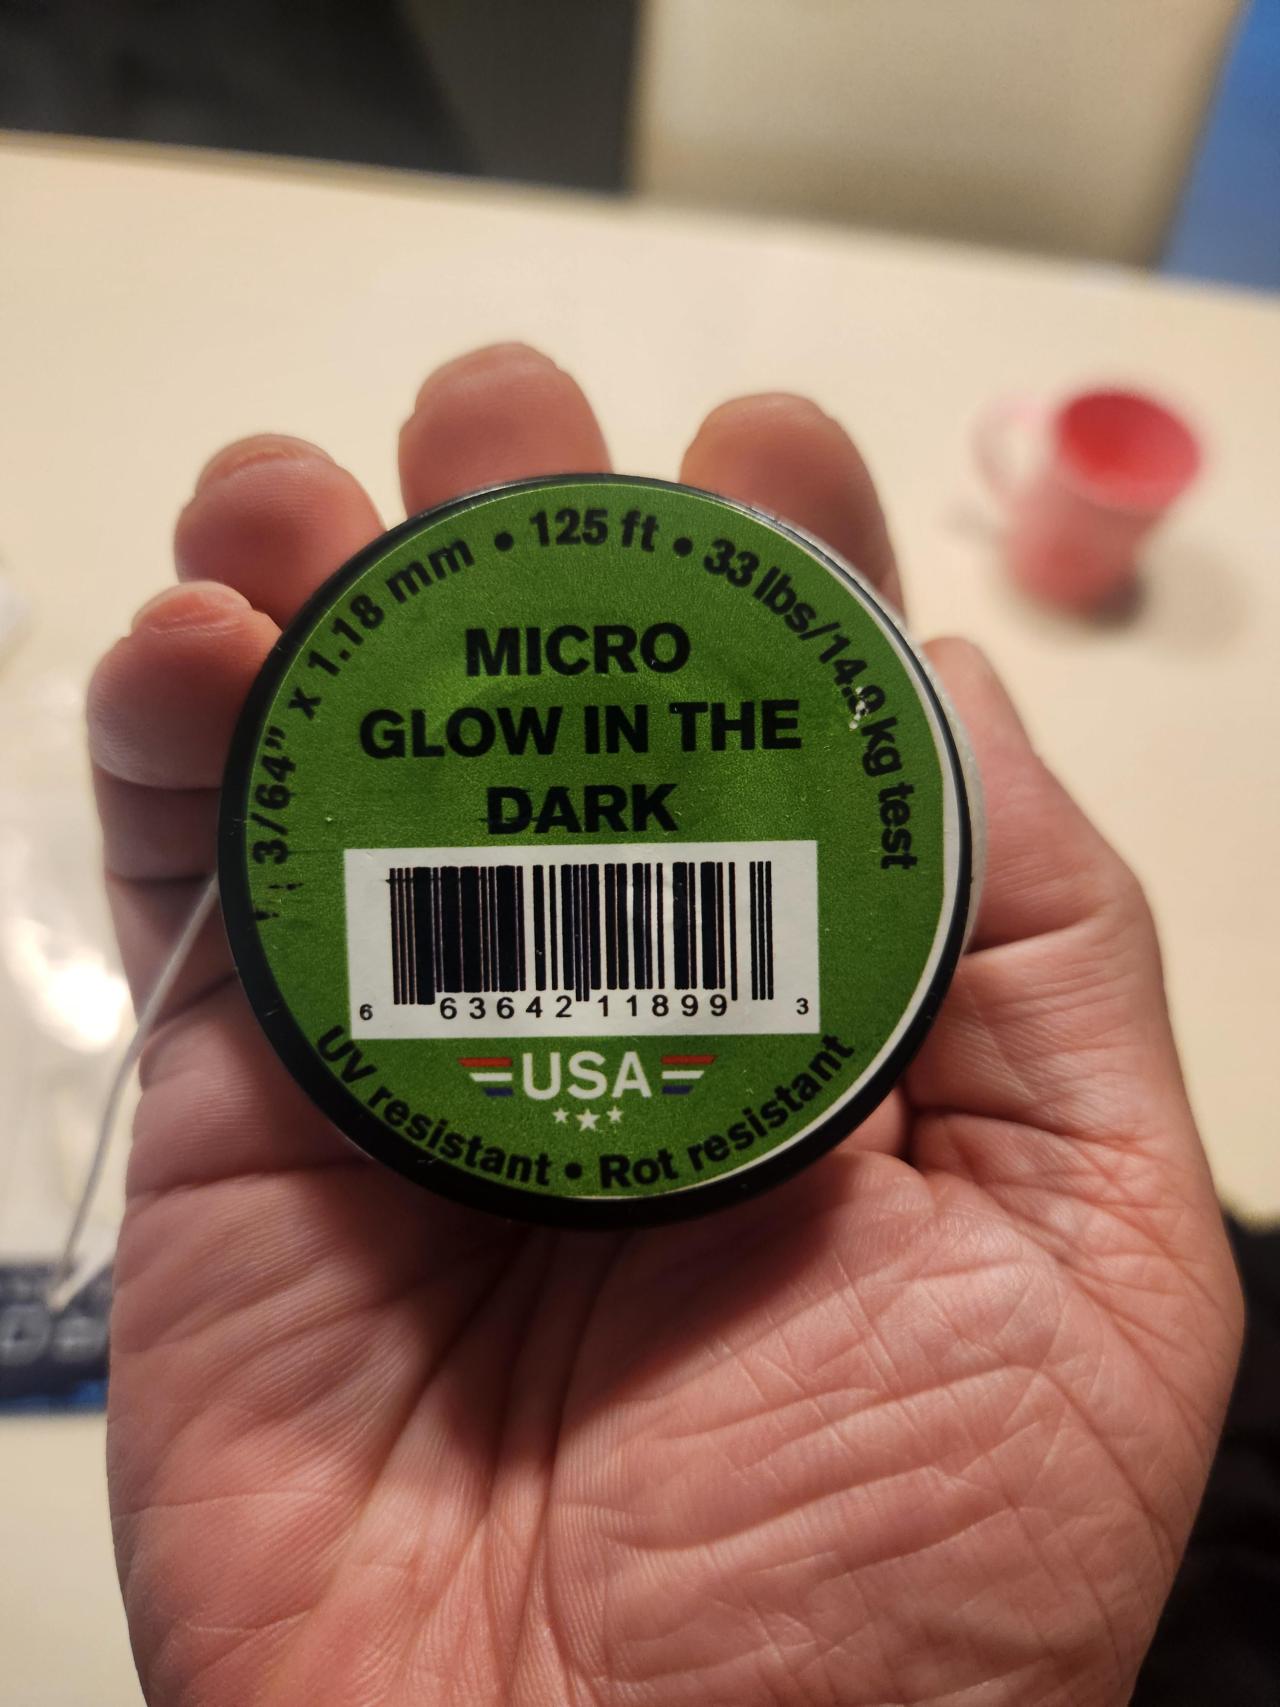 3/64" x 1.18 mm • 125 ft • 33 lbs/14.9 kg test
MICRO
GLOW IN THE
DARK
6 63642 11899 3
USA
UV resistant • Rot resistant